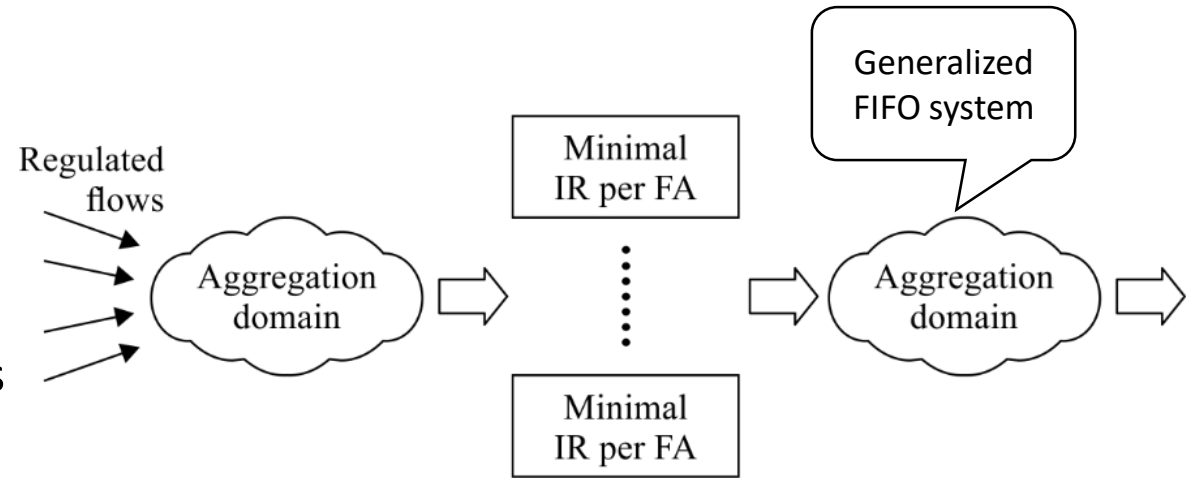 Generalized
FIFO system
Regulated
flows
Aggregation
domain
Minimal
IR per FA
Minimal
IR per FA
Aggregation
domain
s